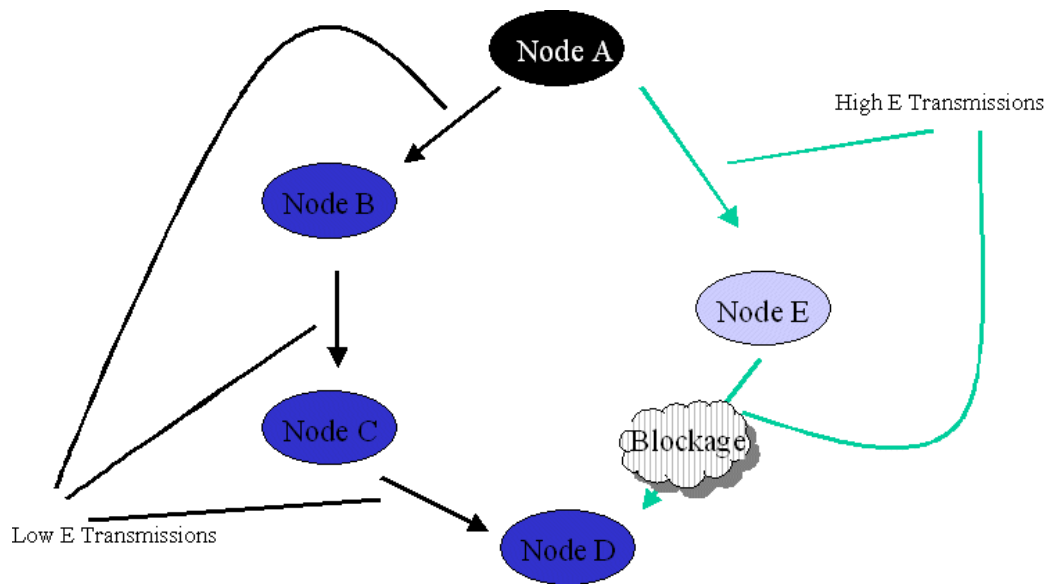 Node A
High E Transmissions
Node B
Node E
Node C
Blockage
Low E Transmissions
Node D